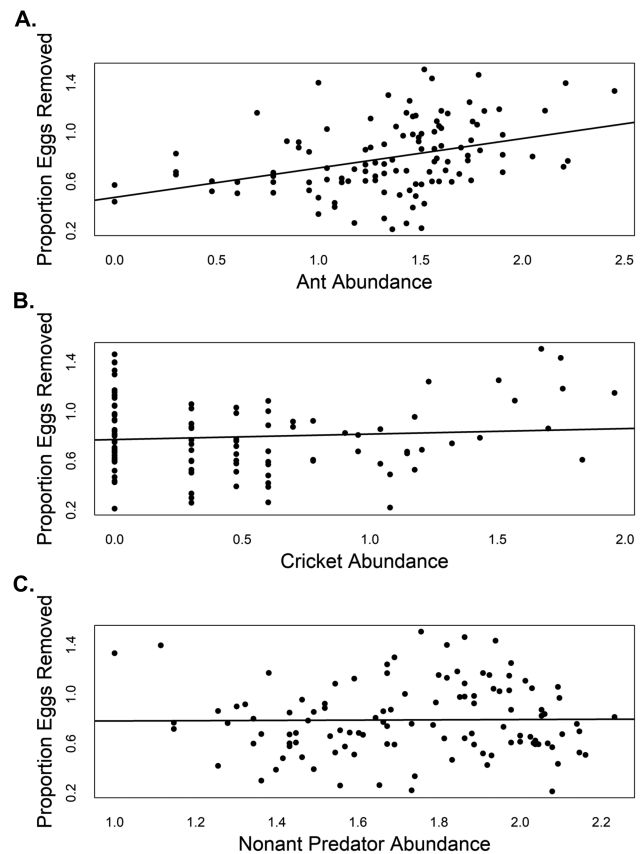 A.
Proportion Eggs Removed
0.2 0.6 1.0 1.4
0.0 0.5 1.0 1.5 2.0 2.5
Ant Abundance
B.
Proportion Eggs Removed
0.2 0.6 1.0 1.4
0.0 0.5 1.0 1.5 2.0
Cricket Abundance
C.
Proportion Eggs Removed
0.2 0.6 1.0 1.4
1.0 1.2 1.4 1.6 1.8 2.0 2.2
Nonant Predator Abundance